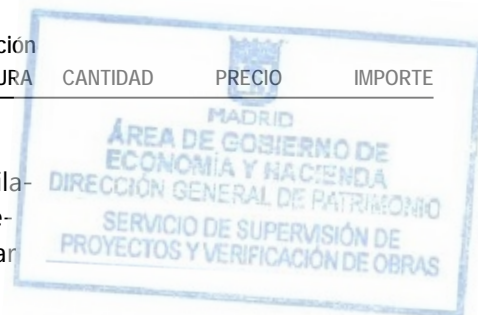 ción
URA CANTIDAD PRECIO IMPORTE
MADRID
ÁREA DE GOBIERNO DE
ECONOMÍA Y HACIENDA
ila-
DIRECCIÓN GENERAL DE PATRIMONIO
e-
SERVICIO DE SUPERVISIÓN DE
ar
PROYECTOS Y VERIFICACIÓN DE OBRAS